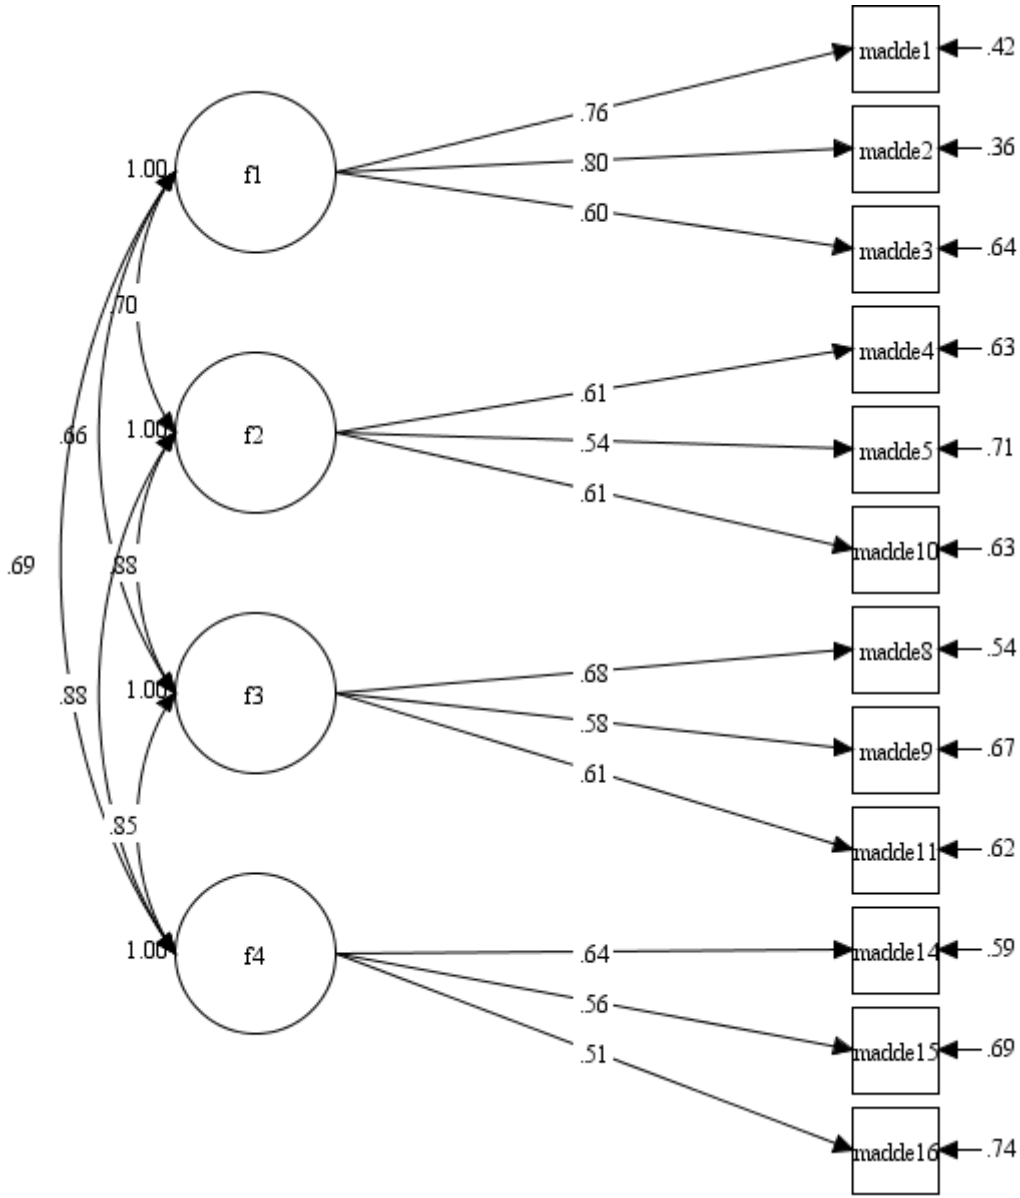 madde1 .42
.76
1.00 f1
madde2 .36
.80
.60
madde3 .64
.70
madde4 .63
.61
1.00 f2
.66
.54
madde5 .71
.61
madde10 .63
.69
.88
madde8 .54
.68
1.00 f3
.88
.58
madde9 .67
.61
.85
madde11 .62
1.00 f4
.64
madde14 .59
.56
madde15 .69
.51
madde16 .74